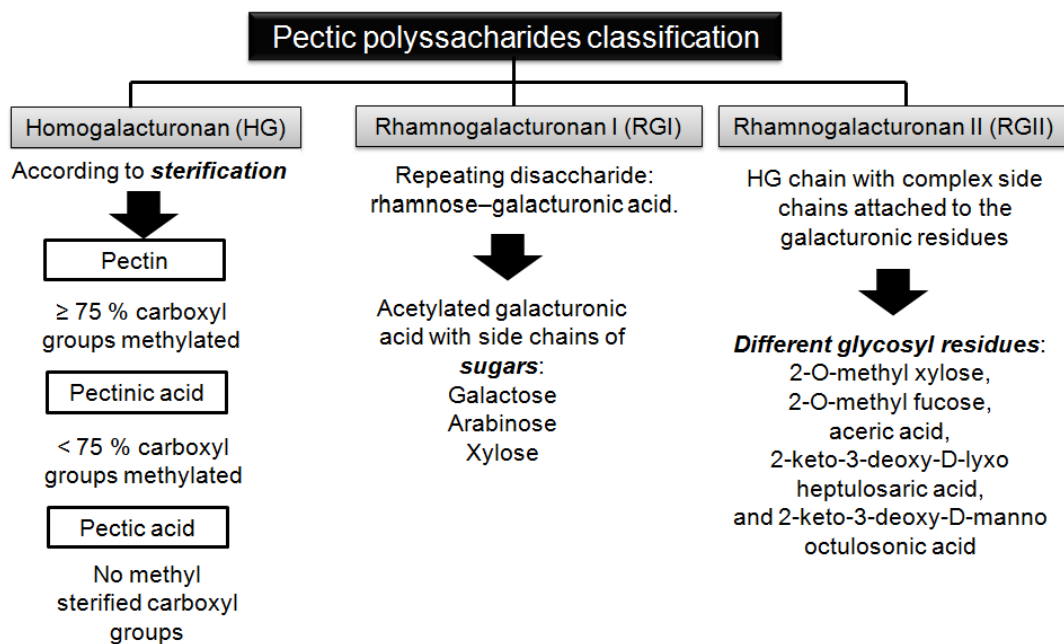 Pectic polyssacharides classification
Homogalacturonan (HG)
According to sterification
Pectin
≥ 75 % carboxyl
groups methylated
Pectinic acid
< 75 % carboxyl
groups methylated
Pectic acid
No methyl
sterified carboxyl
groups
Rhamnogalacturonan I (RGI)
Repeating disaccharide:
rhamnose–galacturonic acid.
Acetylated galacturonic
acid with side chains of
sugars:
Galactose
Arabinose
Xylose
Rhamnogalacturonan II (RGII)
HG chain with complex side
chains attached to the
galacturonic residues
Different glycosyl residues:
2-O-methyl xylose,
2-O-methyl fucose,
aceric acid,
2-keto-3-deoxy-D-lyxo
heptulosaric acid,
and 2-keto-3-deoxy-D-manno
octulosonic acid